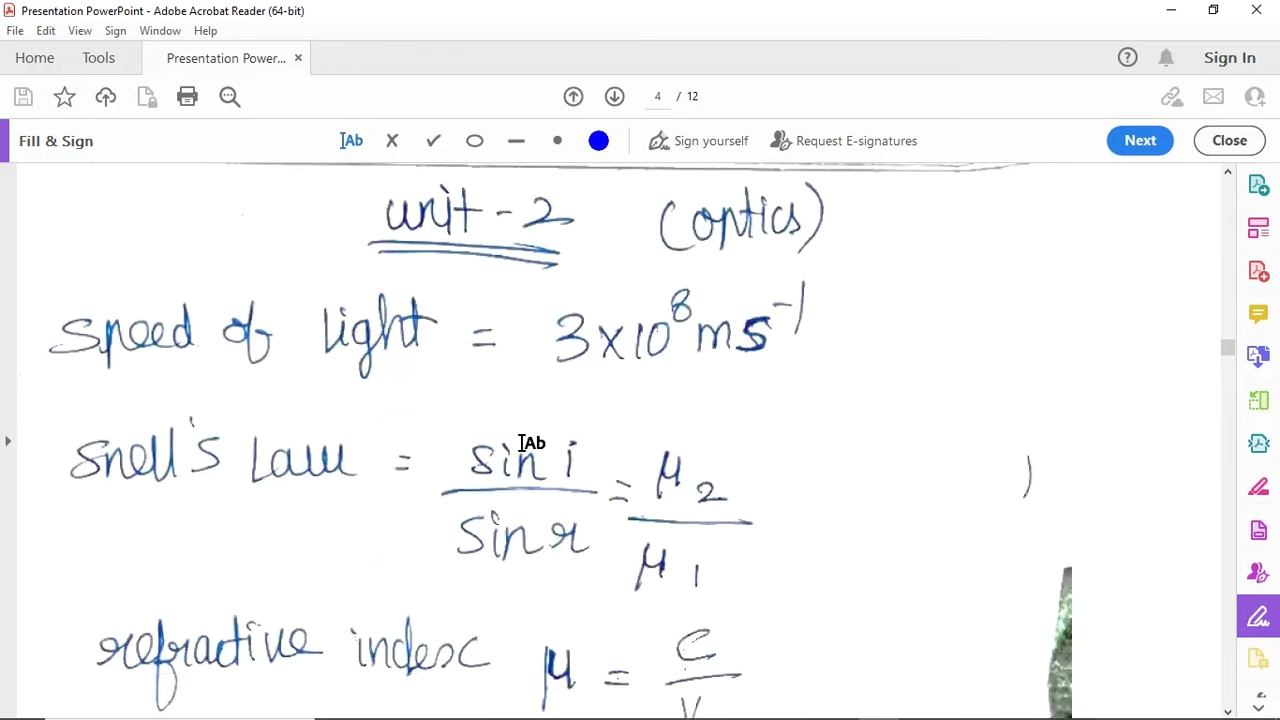 Presentation PowerPoint - Adobe Acrobat Reader (64-bit)
File Edit View Sign Window Help
Home Tools Presentation Power... × Sign In
4 / 12
Fill & Sign Ab Sign yourself Request E-signatures Next Close
unit - 2 (optics)
speed of light = 3×10⁸ ms⁻¹
Ab
snell's Law = sin i / sin r = μ₂ / μ₁
)
refractive index μ = c / v